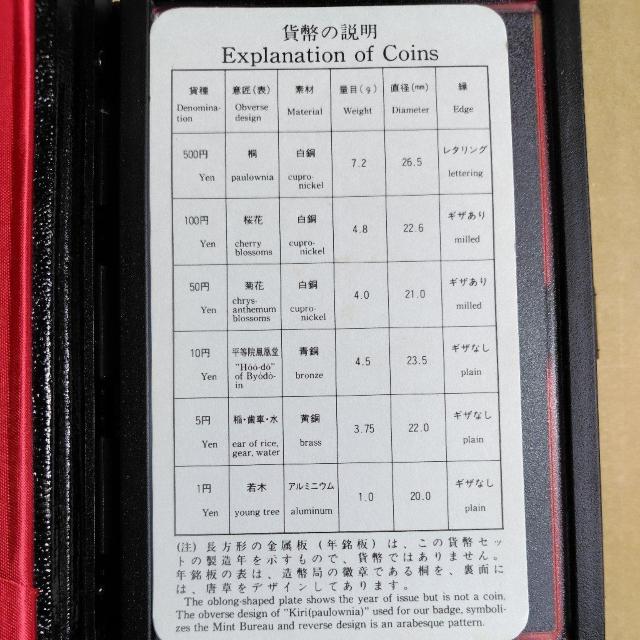 貨幣の説明
Explanation of Coins
貨種 意匠(表) 素材 量目(g) 直径(mm) 縁
Denomina-tion Obverse design Material Weight Diameter Edge
500円 桐 白銅 7.2 26.5 レタリング
Yen paulownia cupro-nickel lettering
100円 桜花 白銅 4.8 22.6 ギザあり
Yen cherry blossoms cupro-nickel milled
50円 菊花 白銅 4.0 21.0 ギザあり
Yen chrys-anthemum blossoms cupro-nickel milled
10円 平等院鳳凰堂 青銅 4.5 23.5 ギザなし
Yen "Hōō-dō" of Byōdō-in bronze plain
5円 稲・歯車・水 黄銅 3.75 22.0 ギザなし
Yen ear of rice, gear, water brass plain
1円 若木 アルミニウム 1.0 20.0 ギザなし
Yen young tree aluminum plain
(注) 長方形の金属板(年銘板)は、この貨幣セッ
トの製造年を示すもので、貨幣ではありません。
年銘板の表は、造幣局の徽章である桐を、裏面に
は、唐草をデザインしてあります。
The oblong-shaped plate shows the year of issue but is not a coin.
The obverse design of "Kiri(paulownia)" used for our badge, symboli-
zes the Mint Bureau and reverse design is an arabesque pattern.